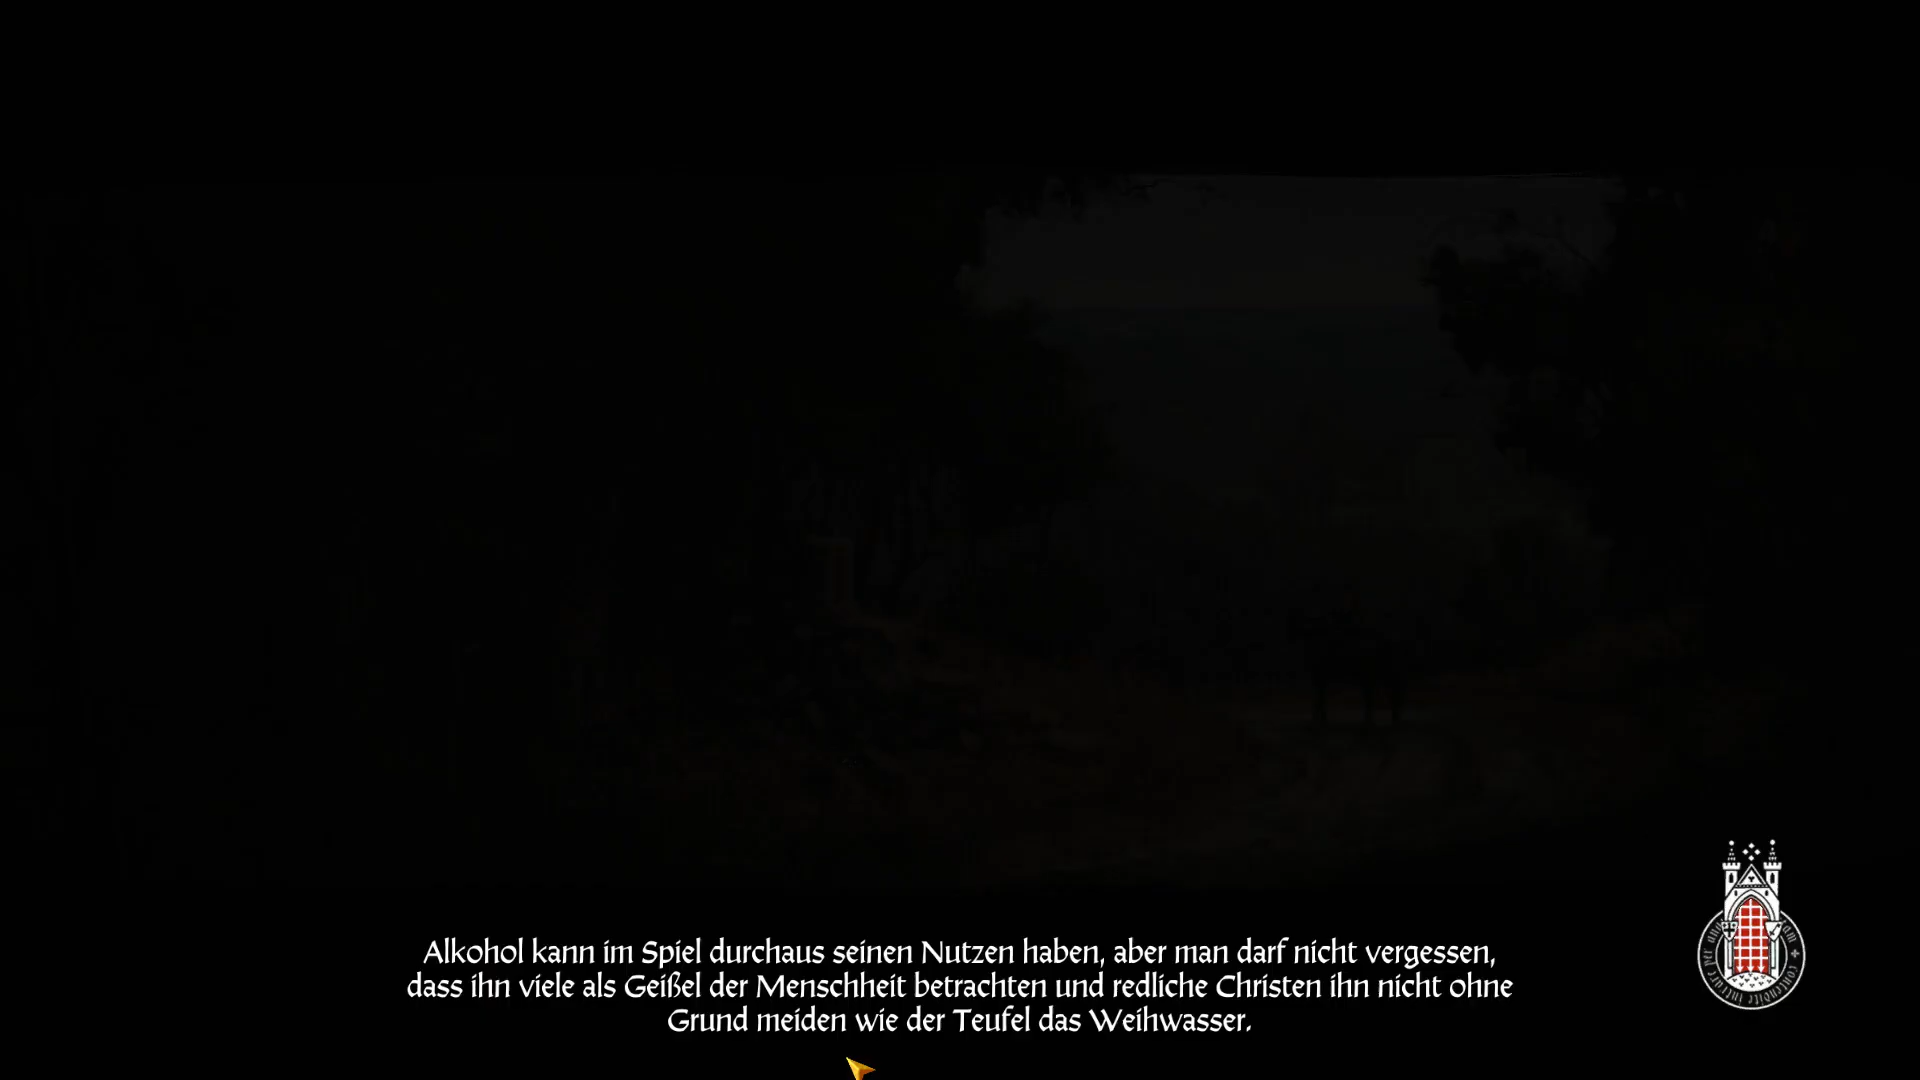 Alkohol kann im Spiel durchaus seinen Nutzen haben, aber man darf nicht vergessen,
dass ihn viele als Geißel der Menschheit betrachten und redliche Christen ihn nicht ohne
Grund meiden wie der Teufel das Weihwasser.